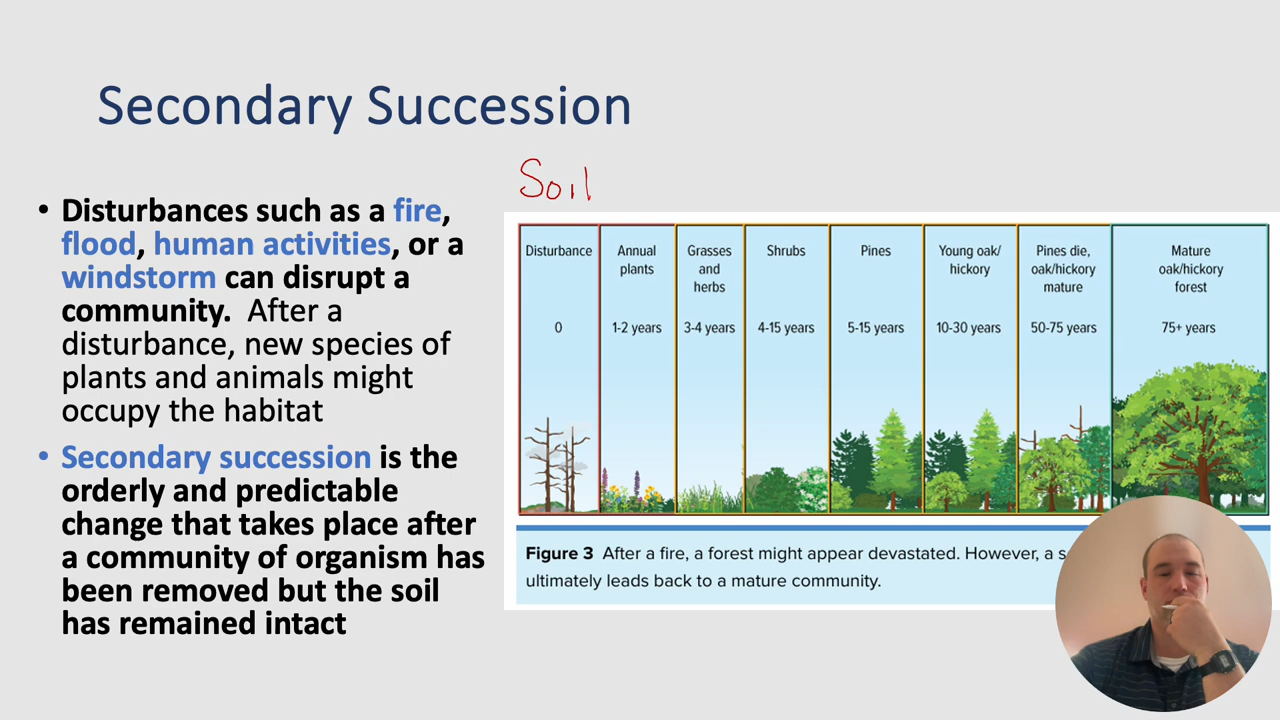 Secondary Succession
Soil
• Disturbances such as a fire,
flood, human activities, or a
windstorm can disrupt a
community. After a
disturbance, new species of
plants and animals might
occupy the habitat
• Secondary succession is the
orderly and predictable
change that takes place after
a community of organism has
been removed but the soil
has remained intact
Disturbance
0
Annual
plants
1-2 years
Grasses
and
herbs
3-4 years
Shrubs
4-15 years
Pines
5-15 years
Young oak/
hickory
10-30 years
Pines die,
oak/hickory
mature
50-75 years
Mature
oak/hickory
forest
75+ years
Figure 3 After a fire, a forest might appear devastated. However, a
ultimately leads back to a mature community.